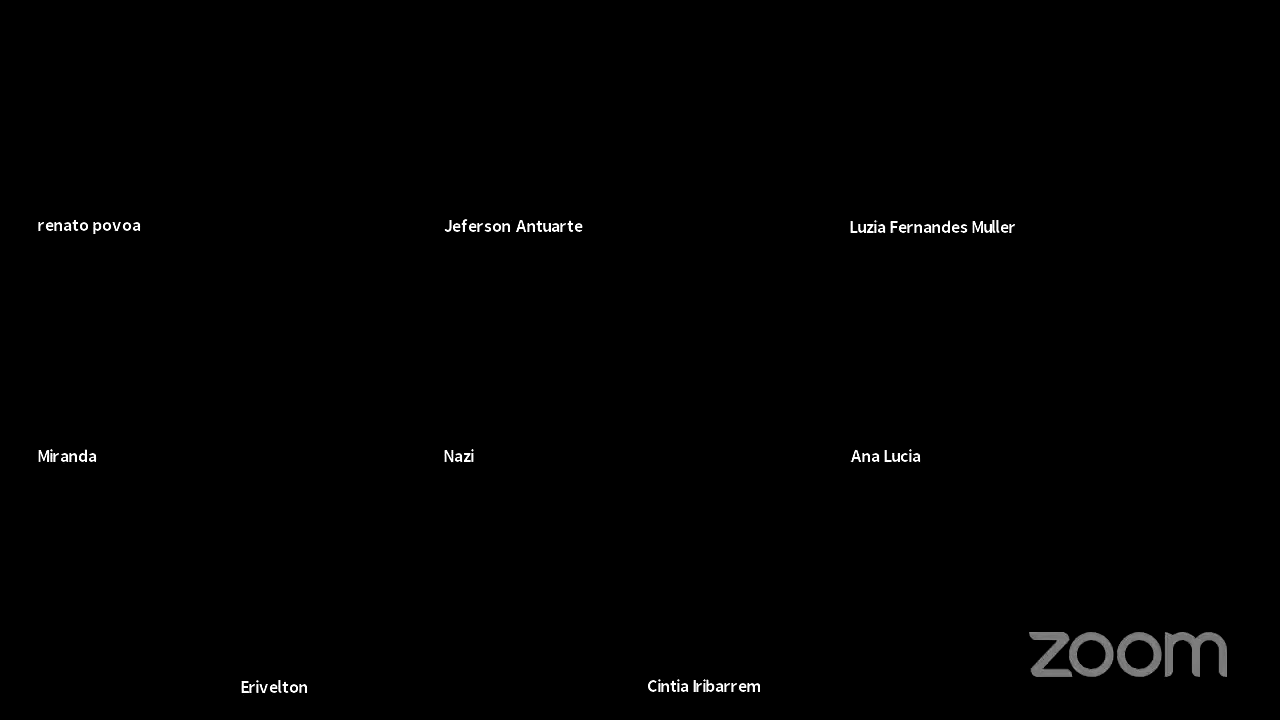 renato povoa
Jeferson Antuarte
Luzia Fernandes Muller
Miranda
Nazi
Ana Lucia
Erivelton
Cintia Iribarrem
zoom